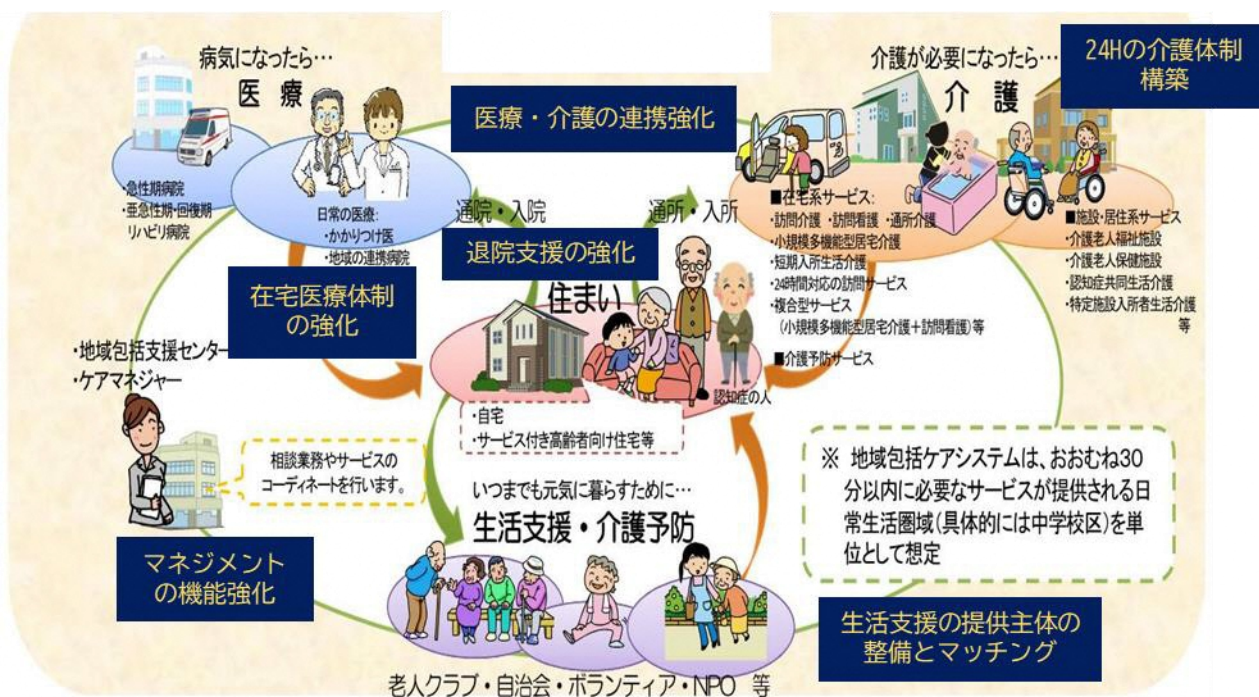 病気になったら…
医療
・急性期病院
・亜急性期・回復期
リハビリ病院
日常の医療:
・かかりつけ医
・地域の連携病院
医療・介護の連携強化
介護が必要になったら…
介護
24Hの介護体制
構築
通院・入院
通所・入所
■在宅系サービス:
・訪問介護 ・訪問看護 ・通所介護
・小規模多機能型居宅介護
・短期入所生活介護
・24時間対応の訪問サービス
・複合型サービス
(小規模多機能型居宅介護+訪問看護)等
■介護予防サービス
■施設・居住系サービス
・介護老人福祉施設
・介護老人保健施設
・認知症共同生活介護
・特定施設入所者生活介護
等
退院支援の強化
在宅医療体制
の強化
住まい
認知症の人
・自宅
・サービス付き高齢者向け住宅等
・地域包括支援センター
・ケアマネジャー
相談業務やサービスの
コーディネートを行います。
マネジメント
の機能強化
いつまでも元気に暮らすために…
生活支援・介護予防
老人クラブ・自治会・ボランティア・NPO 等
※ 地域包括ケアシステムは、おおむね30
分以内に必要なサービスが提供される日
常生活圏域(具体的には中学校区)を単
位として想定
生活支援の提供主体の
整備とマッチング